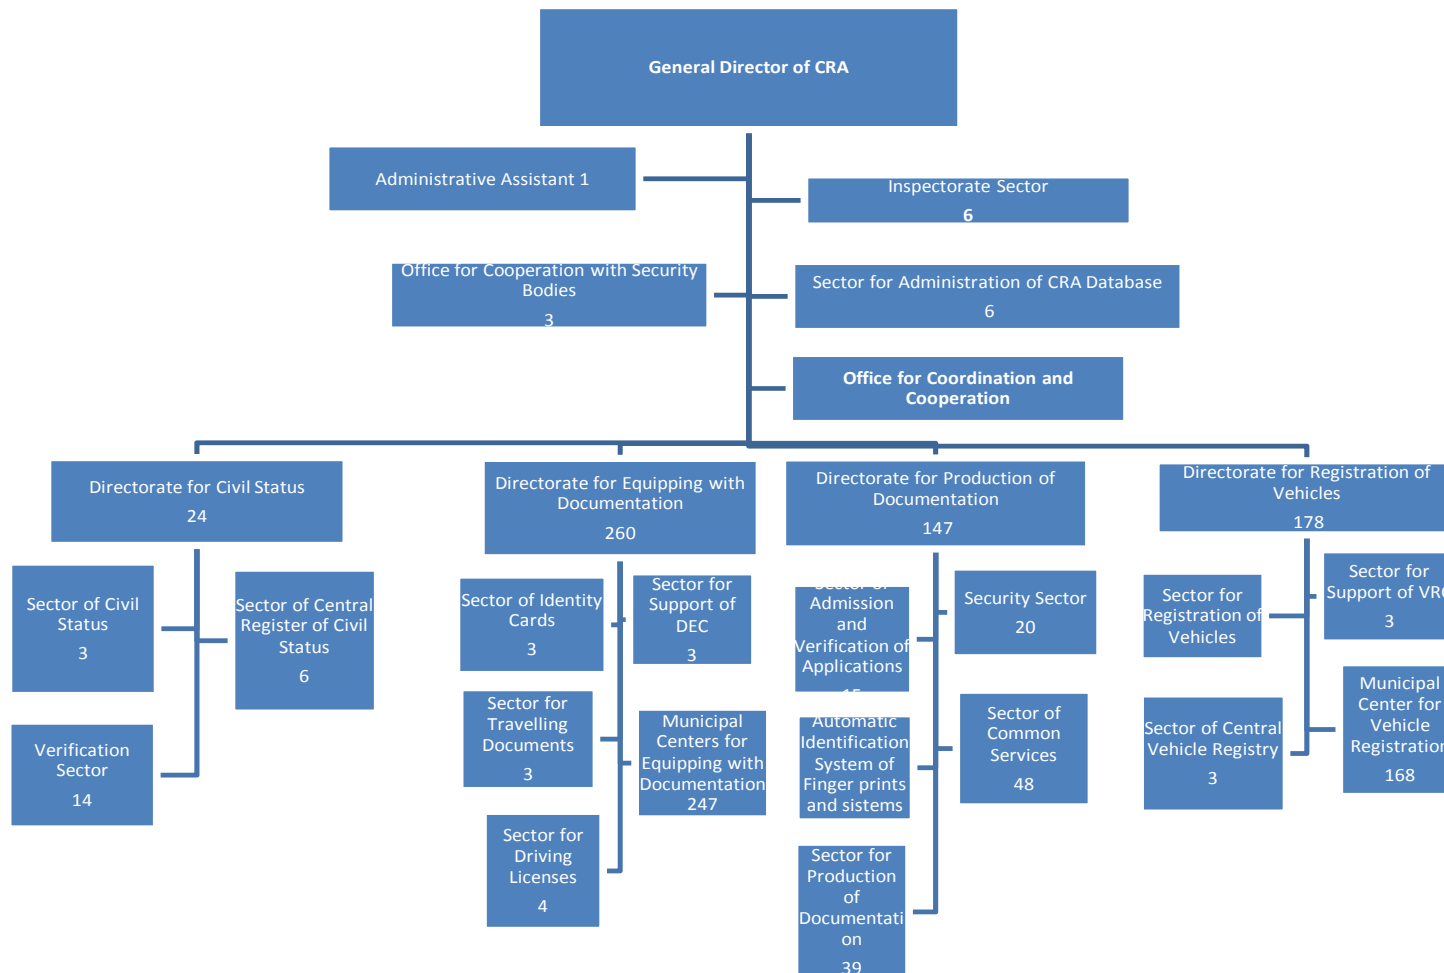 General Director of CRA
Administrative Assistant 1
Inspectorate Sector
6
Office for Cooperation with Security
Bodies
3
Sector for Administration of CRA Database
6
Office for Coordination and
Cooperation
Directorate for Civil Status
24
Directorate for Equipping with
Documentation
260
Directorate for Production of
Documentation
147
Directorate for Registration of
Vehicles
178
Sector of Civil
Status
3
Sector of Central
Register of Civil
Status
6
Verification
Sector
14
Sector of Identity
Cards
3
Sector for
Support of
DEC
3
Sector for
Travelling
Documents
3
Municipal
Centers for
Equipping with
Documentation
247
Sector for
Driving
Licenses
4
Sector of
Admission
and
Verification of
Applications
15
Security Sector
20
Automatic
Identification
System of
Finger prints
and sistems
Sector of
Common
Services
48
Sector for
Production
of
Documentati
on
39
Sector for
Registration of
Vehicles
Sector for
Support of VRC
3
Sector of Central
Vehicle Registry
3
Municipal
Center for
Vehicle
Registration
168